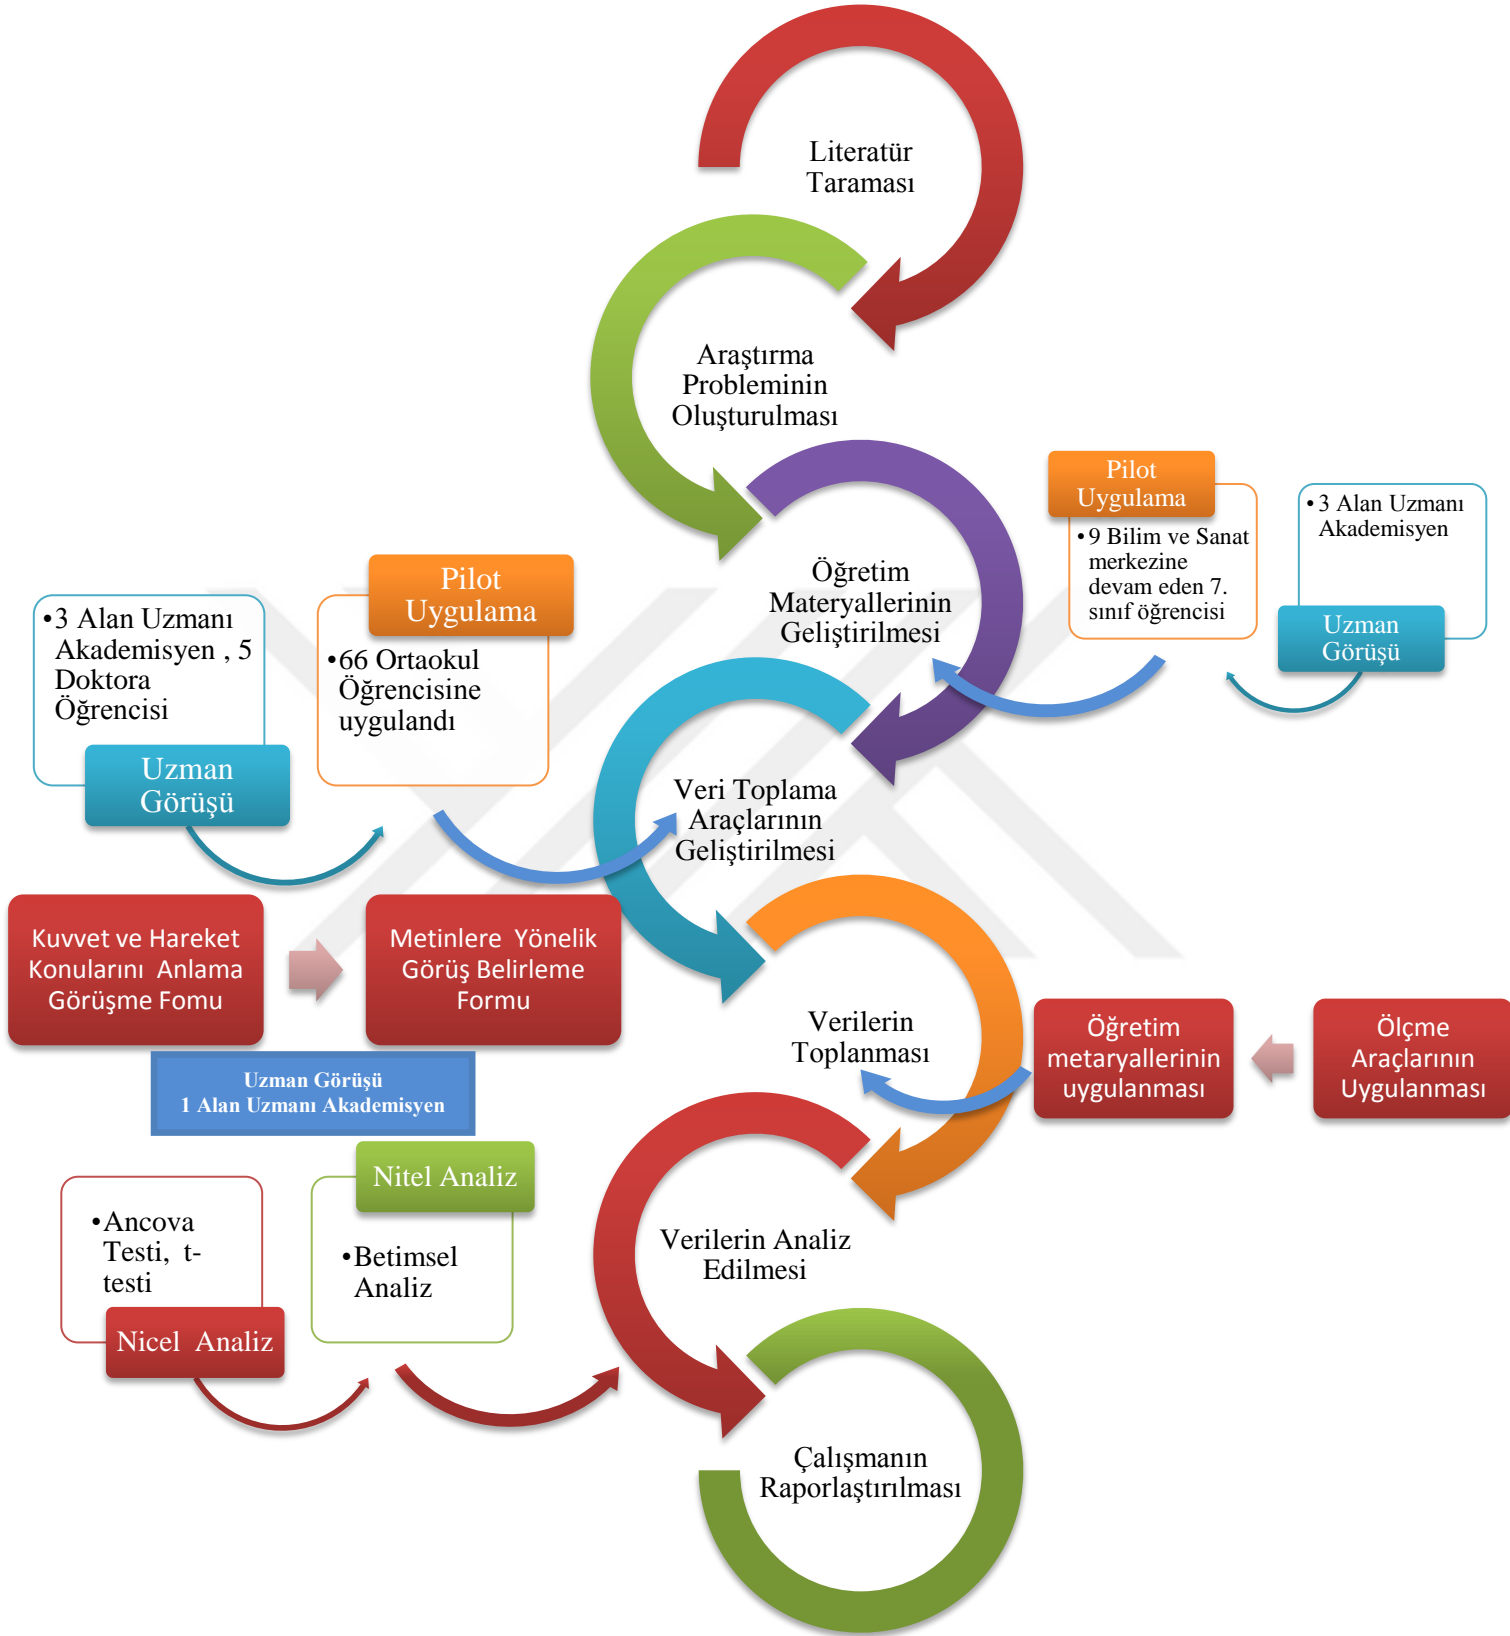 Literatür
Taraması
Araştırma
Probleminin
Oluşturulması
Pilot
Uygulama
•9 Bilim ve Sanat
merkezine
devam eden 7.
sınıf öğrencisi
•3 Alan Uzmanı
Akademisyen
Uzman
Görüşü
Öğretim
Materyallerinin
Geliştirilmesi
•3 Alan Uzmanı
Akademisyen , 5
Doktora
Öğrencisi
Uzman
Görüşü
Pilot
Uygulama
•66 Ortaokul
Öğrencisine
uygulandı
Veri Toplama
Araçlarının
Geliştirilmesi
Kuvvet ve Hareket
Konularını Anlama
Görüşme Fomu
Metinlere Yönelik
Görüş Belirleme
Formu
Uzman Görüşü
1 Alan Uzmanı Akademisyen
Verilerin
Toplanması
Öğretim
metaryallerinin
uygulanması
Ölçme
Araçlarının
Uygulanması
•Ancova
Testi, t-
testi
Nicel Analiz
Nitel Analiz
•Betimsel
Analiz
Verilerin Analiz
Edilmesi
Çalışmanın
Raporlaştırılması